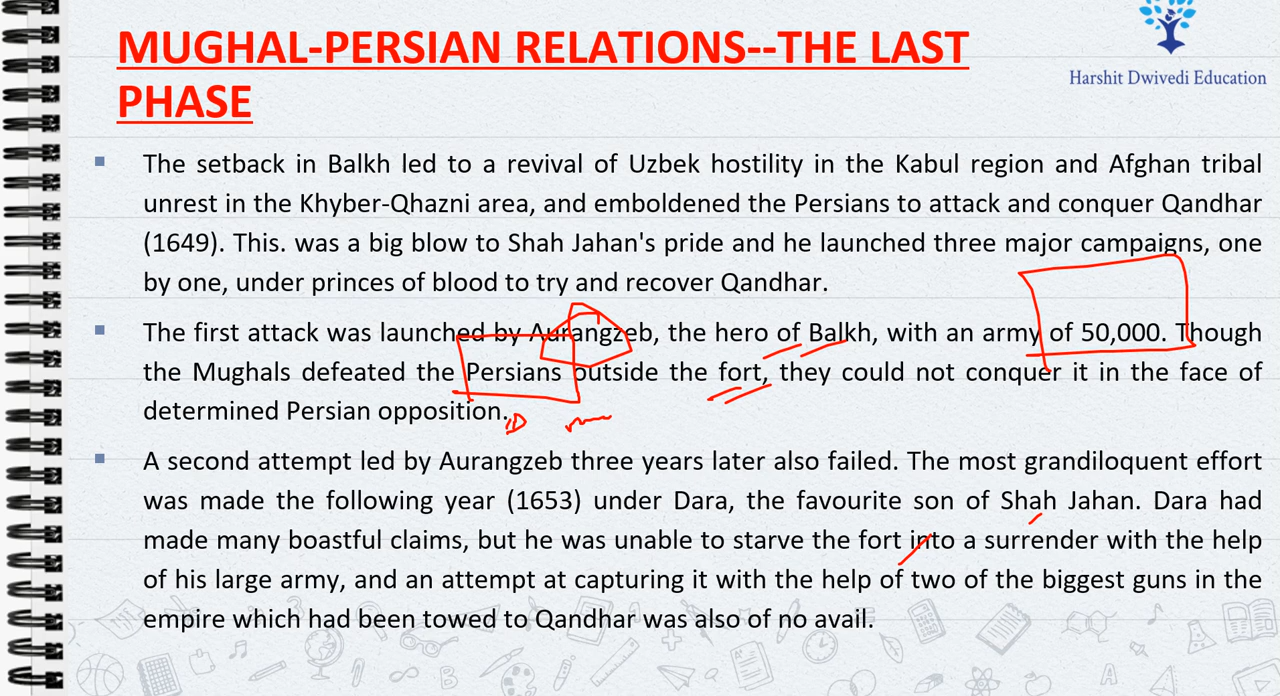 MUGHAL-PERSIAN RELATIONS--THE LAST
PHASE
Harshit Dwivedi Education
The setback in Balkh led to a revival of Uzbek hostility in the Kabul region and Afghan tribal
unrest in the Khyber-Qhazni area, and emboldened the Persians to attack and conquer Qandhar
(1649). This. was a big blow to Shah Jahan's pride and he launched three major campaigns, one
by one, under princes of blood to try and recover Qandhar.
The first attack was launched by Aurangzeb, the hero of Balkh, with an army of 50,000. Though
the Mughals defeated the Persians outside the fort, they could not conquer it in the face of
determined Persian opposition.
A second attempt led by Aurangzeb three years later also failed. The most grandiloquent effort
was made the following year (1653) under Dara, the favourite son of Shah Jahan. Dara had
made many boastful claims, but he was unable to starve the fort into a surrender with the help
of his large army, and an attempt at capturing it with the help of two of the biggest guns in the
empire which had been towed to Qandhar was also of no avail.